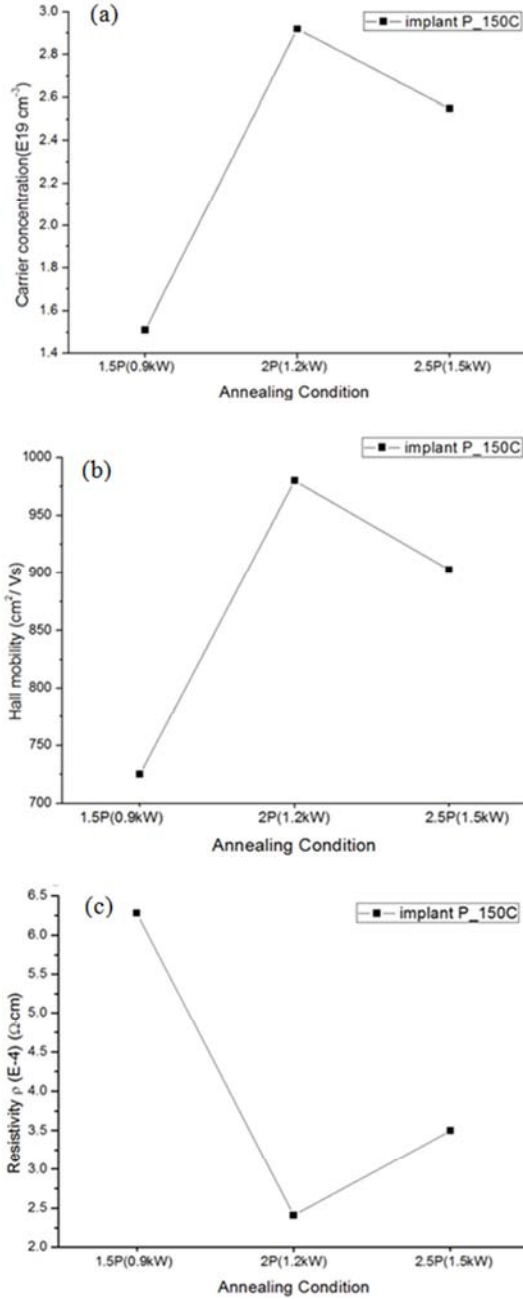 (a)
implant P_150C
Carrier concentration(E19 cm⁻³)
3.0
2.8
2.6
2.4
2.2
2.0
1.8
1.6
1.4
1.5P(0.9kW) 2P(1.2kW) 2.5P(1.5kW)
Annealing Condition
(b)
implant P_150C
Hall mobility (cm²/ Vs)
1000
950
900
850
800
750
700
1.5P(0.9kW) 2P(1.2kW) 2.5P(1.5kW)
Annealing Condition
(c)
implant P_150C
Resistivity ρ (E-4) (Ω·cm)
6.5
6.0
5.5
5.0
4.5
4.0
3.5
3.0
2.5
2.0
1.5P(0.9kW) 2P(1.2kW) 2.5P(1.5kW)
Annealing Condition